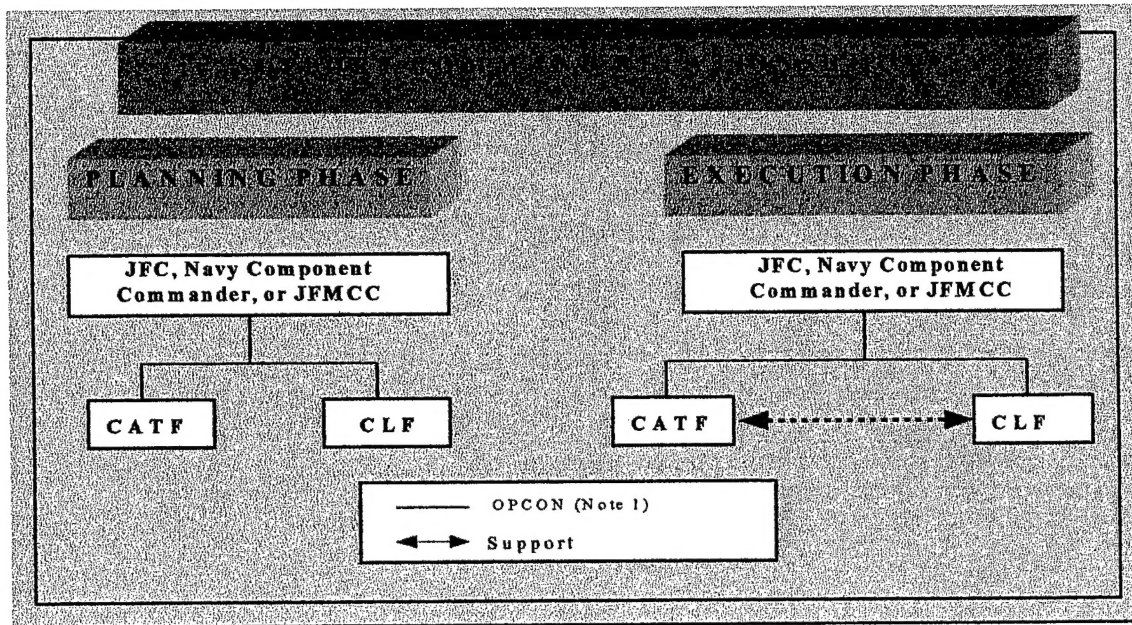 PLANNING PHASE
EXECUTION PHASE
JFC, Navy Component
Commander, or JFMCC
JFC, Navy Component
Commander, or JFMCC
CATF
CLF
CATF
CLF
OPCON (Note 1)
Support